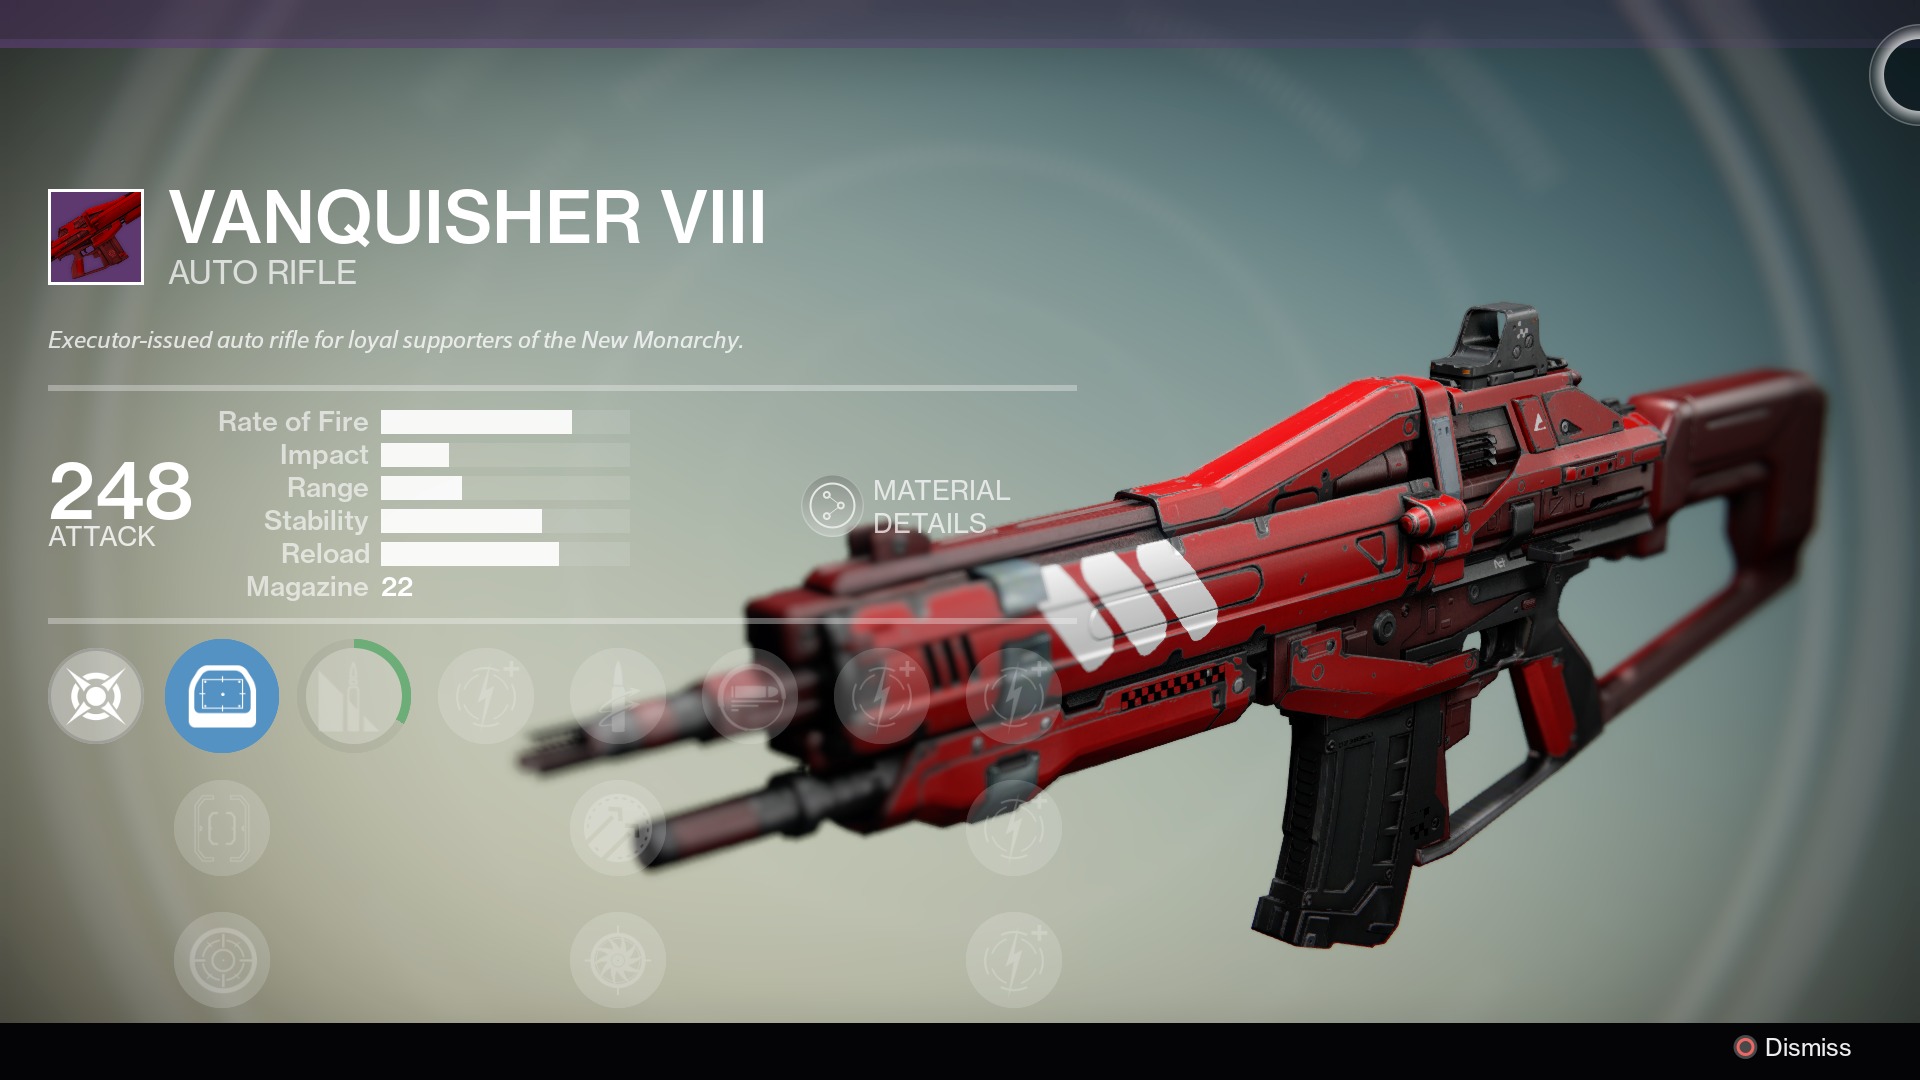 VANQUISHER VIII
AUTO RIFLE
Executor-issued auto rifle for loyal supporters of the New Monarchy.
248
ATTACK
Rate of Fire
Impact
Range
Stability
Reload
Magazine 22
MATERIAL
DETAILS
Dismiss